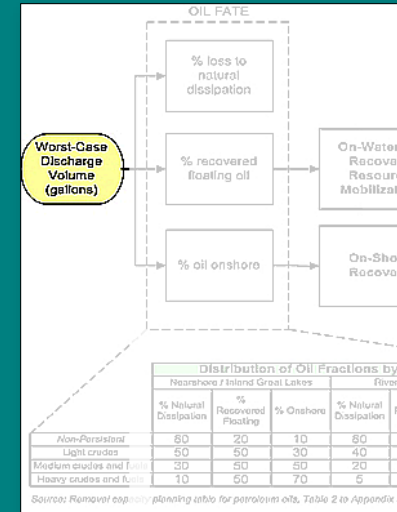 OIL FATE
% loss to
natural
dissipation
Worst-Case
Discharge
Volume
(gallons)
% recovered
floating oil
On-Water
Recova
Resour
Mobiliza
% oil onshore
On-Sho
Recova
Distribution of Oil Fractions by
Nearshore / Inland Great Lakes
River
% Natural
Dissipation
%
Recovered
Floating
% Onshore
% Natural
Dissipation
Non-Persistent 80 20 10 80
Light crudes 50 50 30 40
Medium crudes and fuels 30 50 50 20
Heavy crudes and fuels 10 50 70 5
Source: Removal capacity planning table for petroleum oils, Table 2 to Appendix